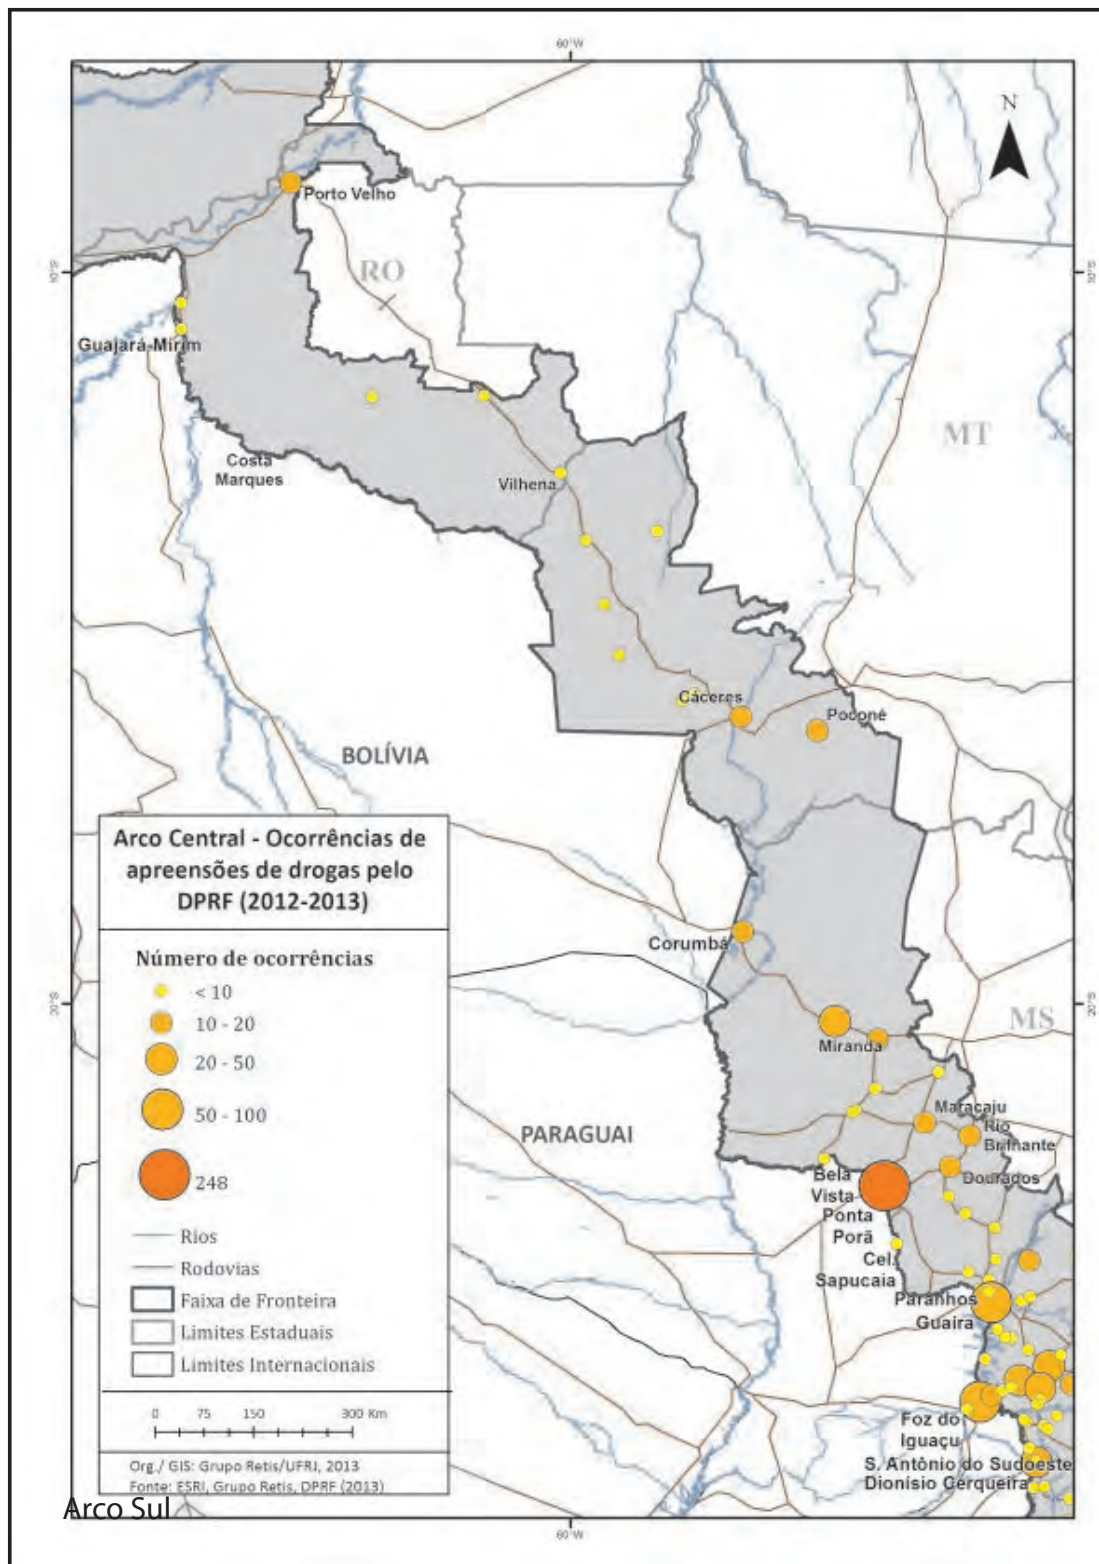 60°W
N
Porto Velho
10°S
10°S
RO
Guajará-Mirim
MT
Costa
Marques
Vilhena
Cáceres
Poconé
BOLÍVIA
Arco Central - Ocorrências de
apreensões de drogas pelo
DPRF (2012-2013)
Corumbá
Número de ocorrências
< 10
10 - 20
20 - 50
50 - 100
248
20°S
20°S
MS
Miranda
Maracaju
Rio
Brilhante
PARAGUAI
Dourados
Bela
Vista
Ponta
Porã
Cel.
Sapucaia
Paranhos
Guaíra
Rios
Rodovias
Faixa de Fronteira
Limites Estaduais
Limites Internacionais
0 75 150 300 Km
Foz do
Iguaçu
S. Antônio do Sudoeste
Dionísio Cerqueira
Org./ GIS: Grupo Retis/UFRJ, 2013
Fonte: ESRI, Grupo Retis, DPRF (2013)
Arco Sul
60°W